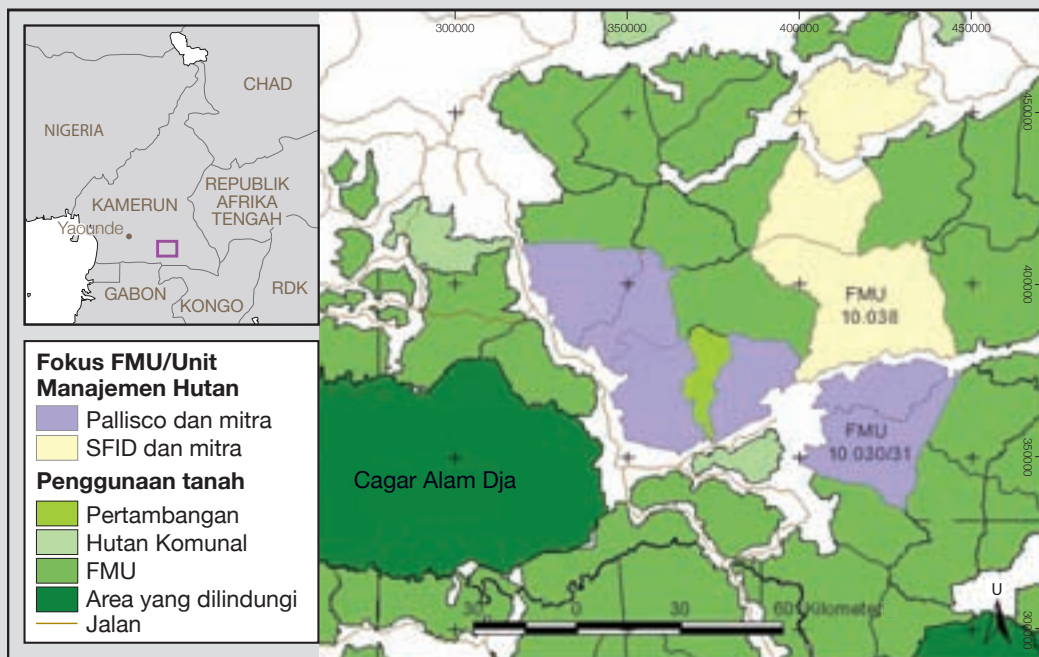 CHAD
NIGERIA
REPUBLIK
AFRIKA
TENGAH
KAMERUN
Yaounde
GABON
KONGO
RDK
Fokus FMU/Unit
Manajemen Hutan
Pallisco dan mitra
SFID dan mitra
Penggunaan tanah
Pertambangan
Hutan Komunal
FMU
Area yang dilindungi
Jalan
300000
350000
400000
450000
450000
400000
350000
300000
FMU
10.038
FMU
10.030/31
Cagar Alam Dja
U
30 0 30 60 Kilometer